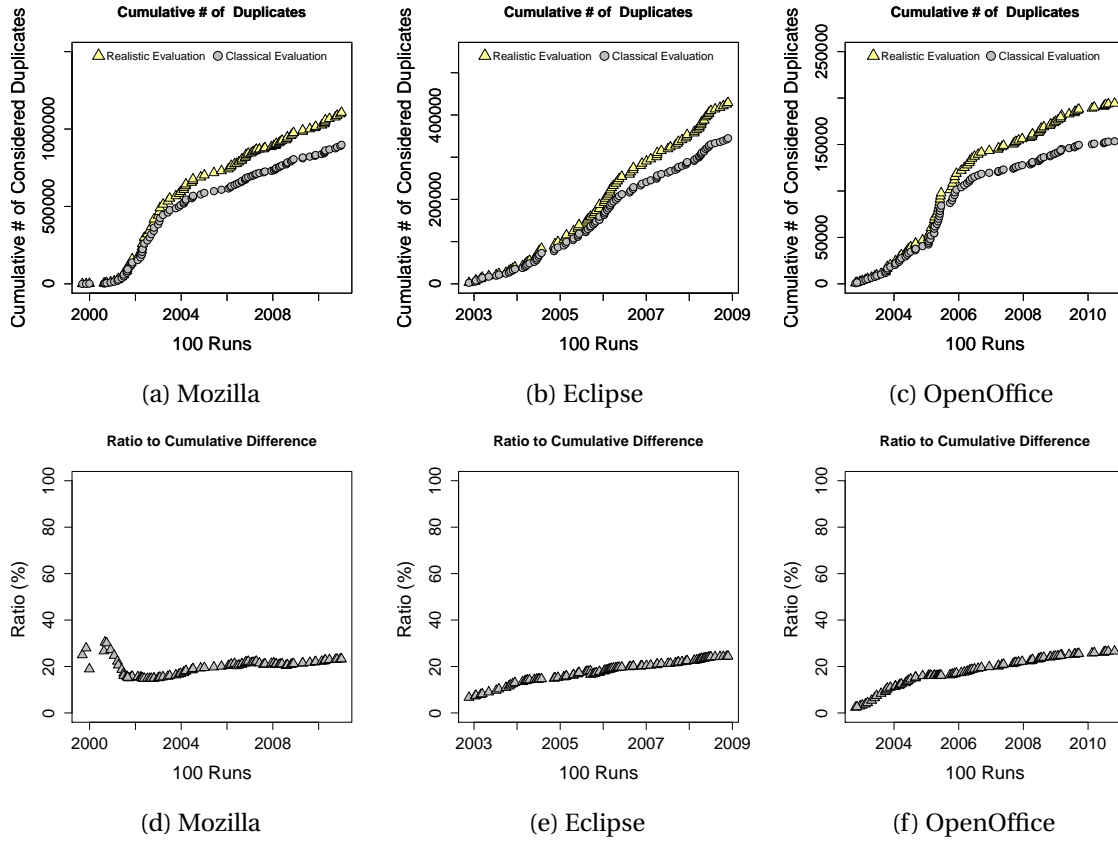 Cumulative # of Duplicates
Realistic Evaluation Classical Evaluation
Cumulative # of Considered Duplicates
0 500000 1000000
2000 2004 2008
100 Runs
(a) Mozilla
Cumulative # of Duplicates
Realistic Evaluation Classical Evaluation
Cumulative # of Considered Duplicates
0 200000 400000
2003 2005 2007 2009
100 Runs
(b) Eclipse
Cumulative # of Duplicates
Realistic Evaluation Classical Evaluation
Cumulative # of Considered Duplicates
0 50000 150000 250000
2004 2006 2008 2010
100 Runs
(c) OpenOffice
Ratio to Cumulative Difference
Ratio (%)
0 20 40 60 80 100
2000 2004 2008
100 Runs
(d) Mozilla
Ratio to Cumulative Difference
Ratio (%)
0 20 40 60 80 100
2003 2005 2007 2009
100 Runs
(e) Eclipse
Ratio to Cumulative Difference
Ratio (%)
0 20 40 60 80 100
2004 2006 2008 2010
100 Runs
(f) OpenOffice